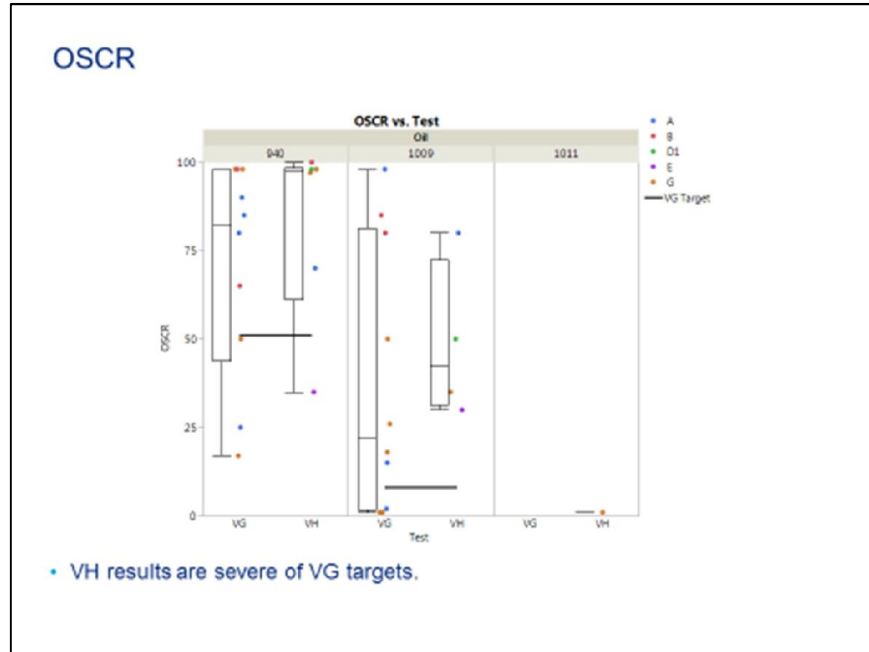 OSCR
OSCR vs. Test
Oil
940 1009 1011
100
75
50
25
0
OSCR
VG VH VG VH VG VH
Test
A
B
D1
E
G
VG Target
• VH results are severe of VG targets.